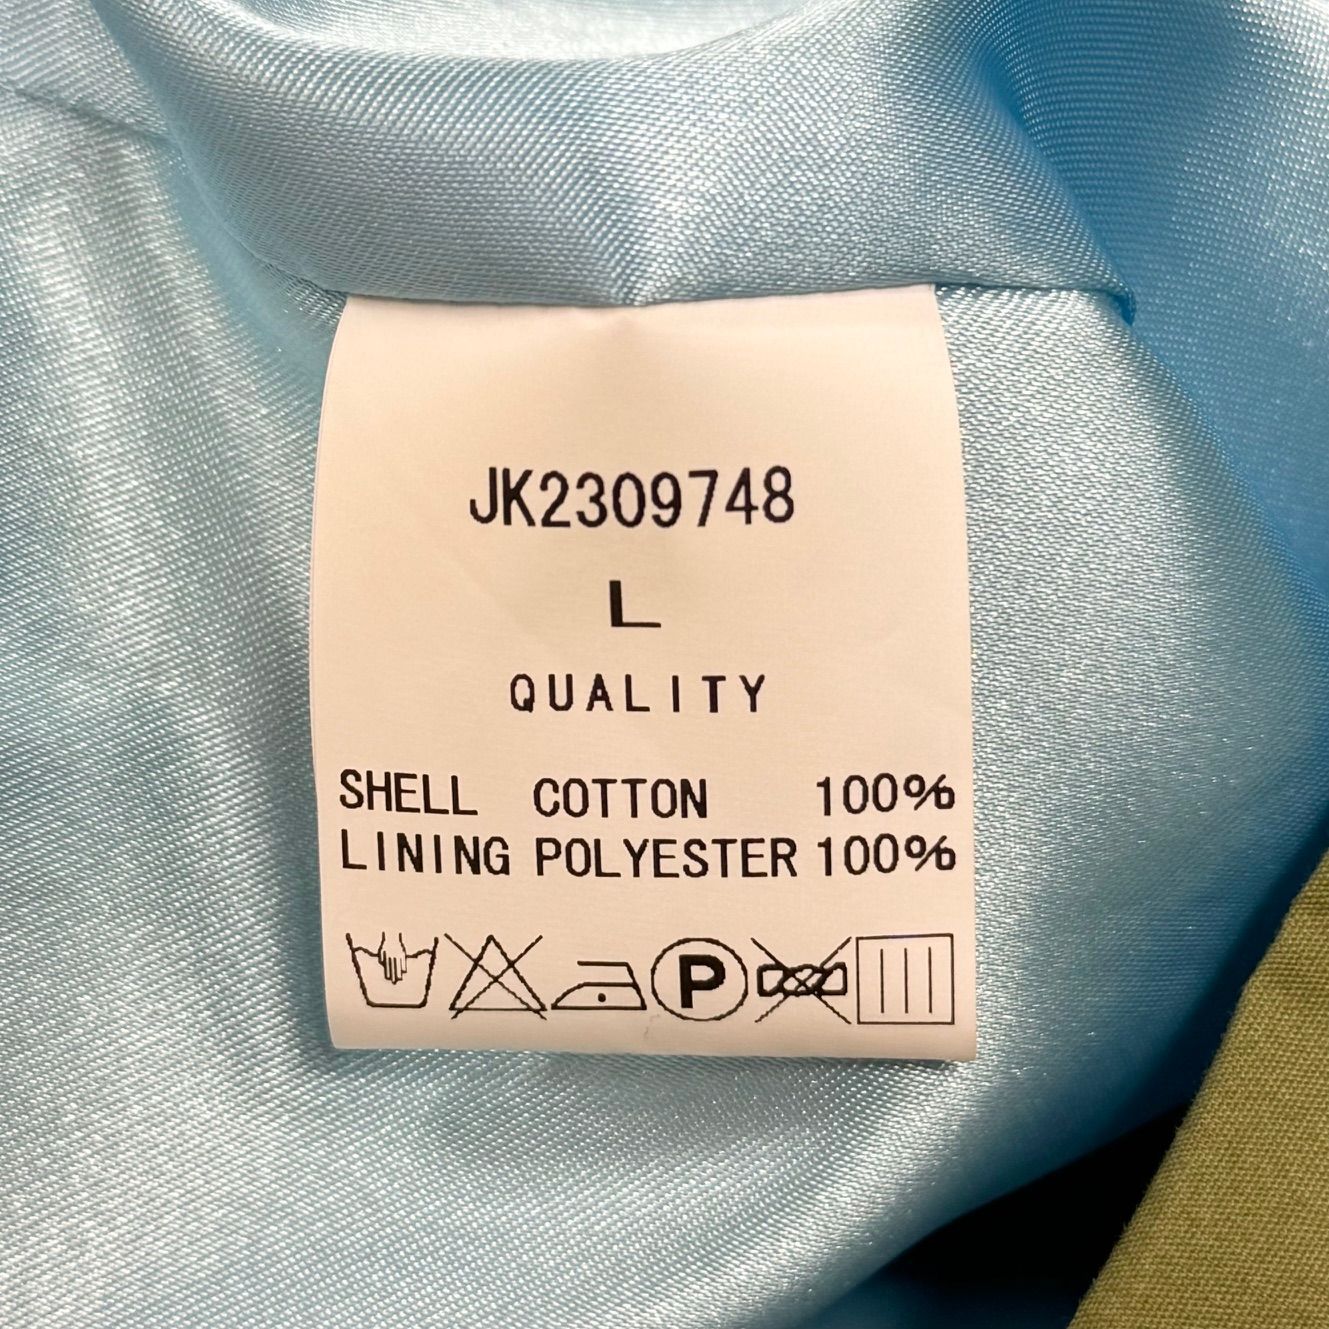 JK2309748
L
QUALITY
SHELL COTTON 100%
LINING POLYESTER 100%
P